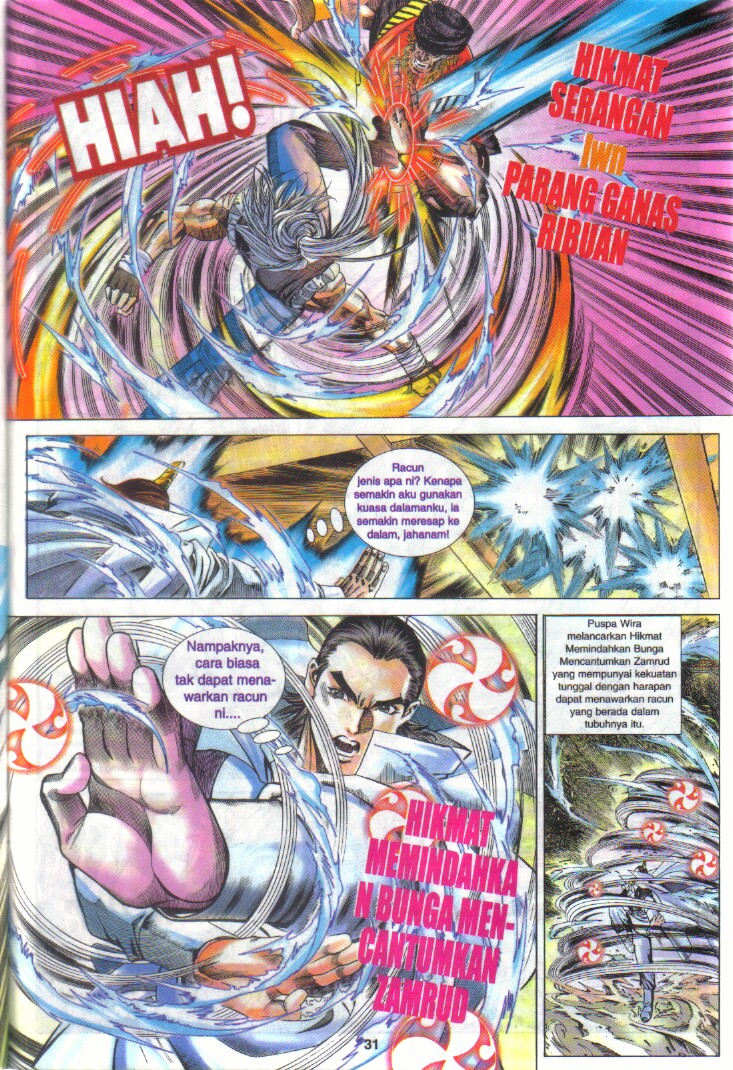 HIAH!
HIKMAT
SERANGAN
Iwn
PARANG GANAS
RIBUAN
Racun
jenis apa ni? Kenapa
semakin aku gunakan
kuasa dalamanku, ia
semakin meresap ke
dalam, jahanam!
Nampaknya,
cara biasa
tak dapat mena-
warkan racun
ni....
Puspa Wira
melancarkan Hikmat
Memindahkan Bunga
Mencantumkan Zamrud
yang mempunyai kekuatan
tunggal dengan harapan
dapat menawarkan racun
yang berada dalam
tubuhnya itu.
HIKMAT
MEMINDAHKA
N BUNGA MEN-
CANTUMKAN
ZAMRUD
31